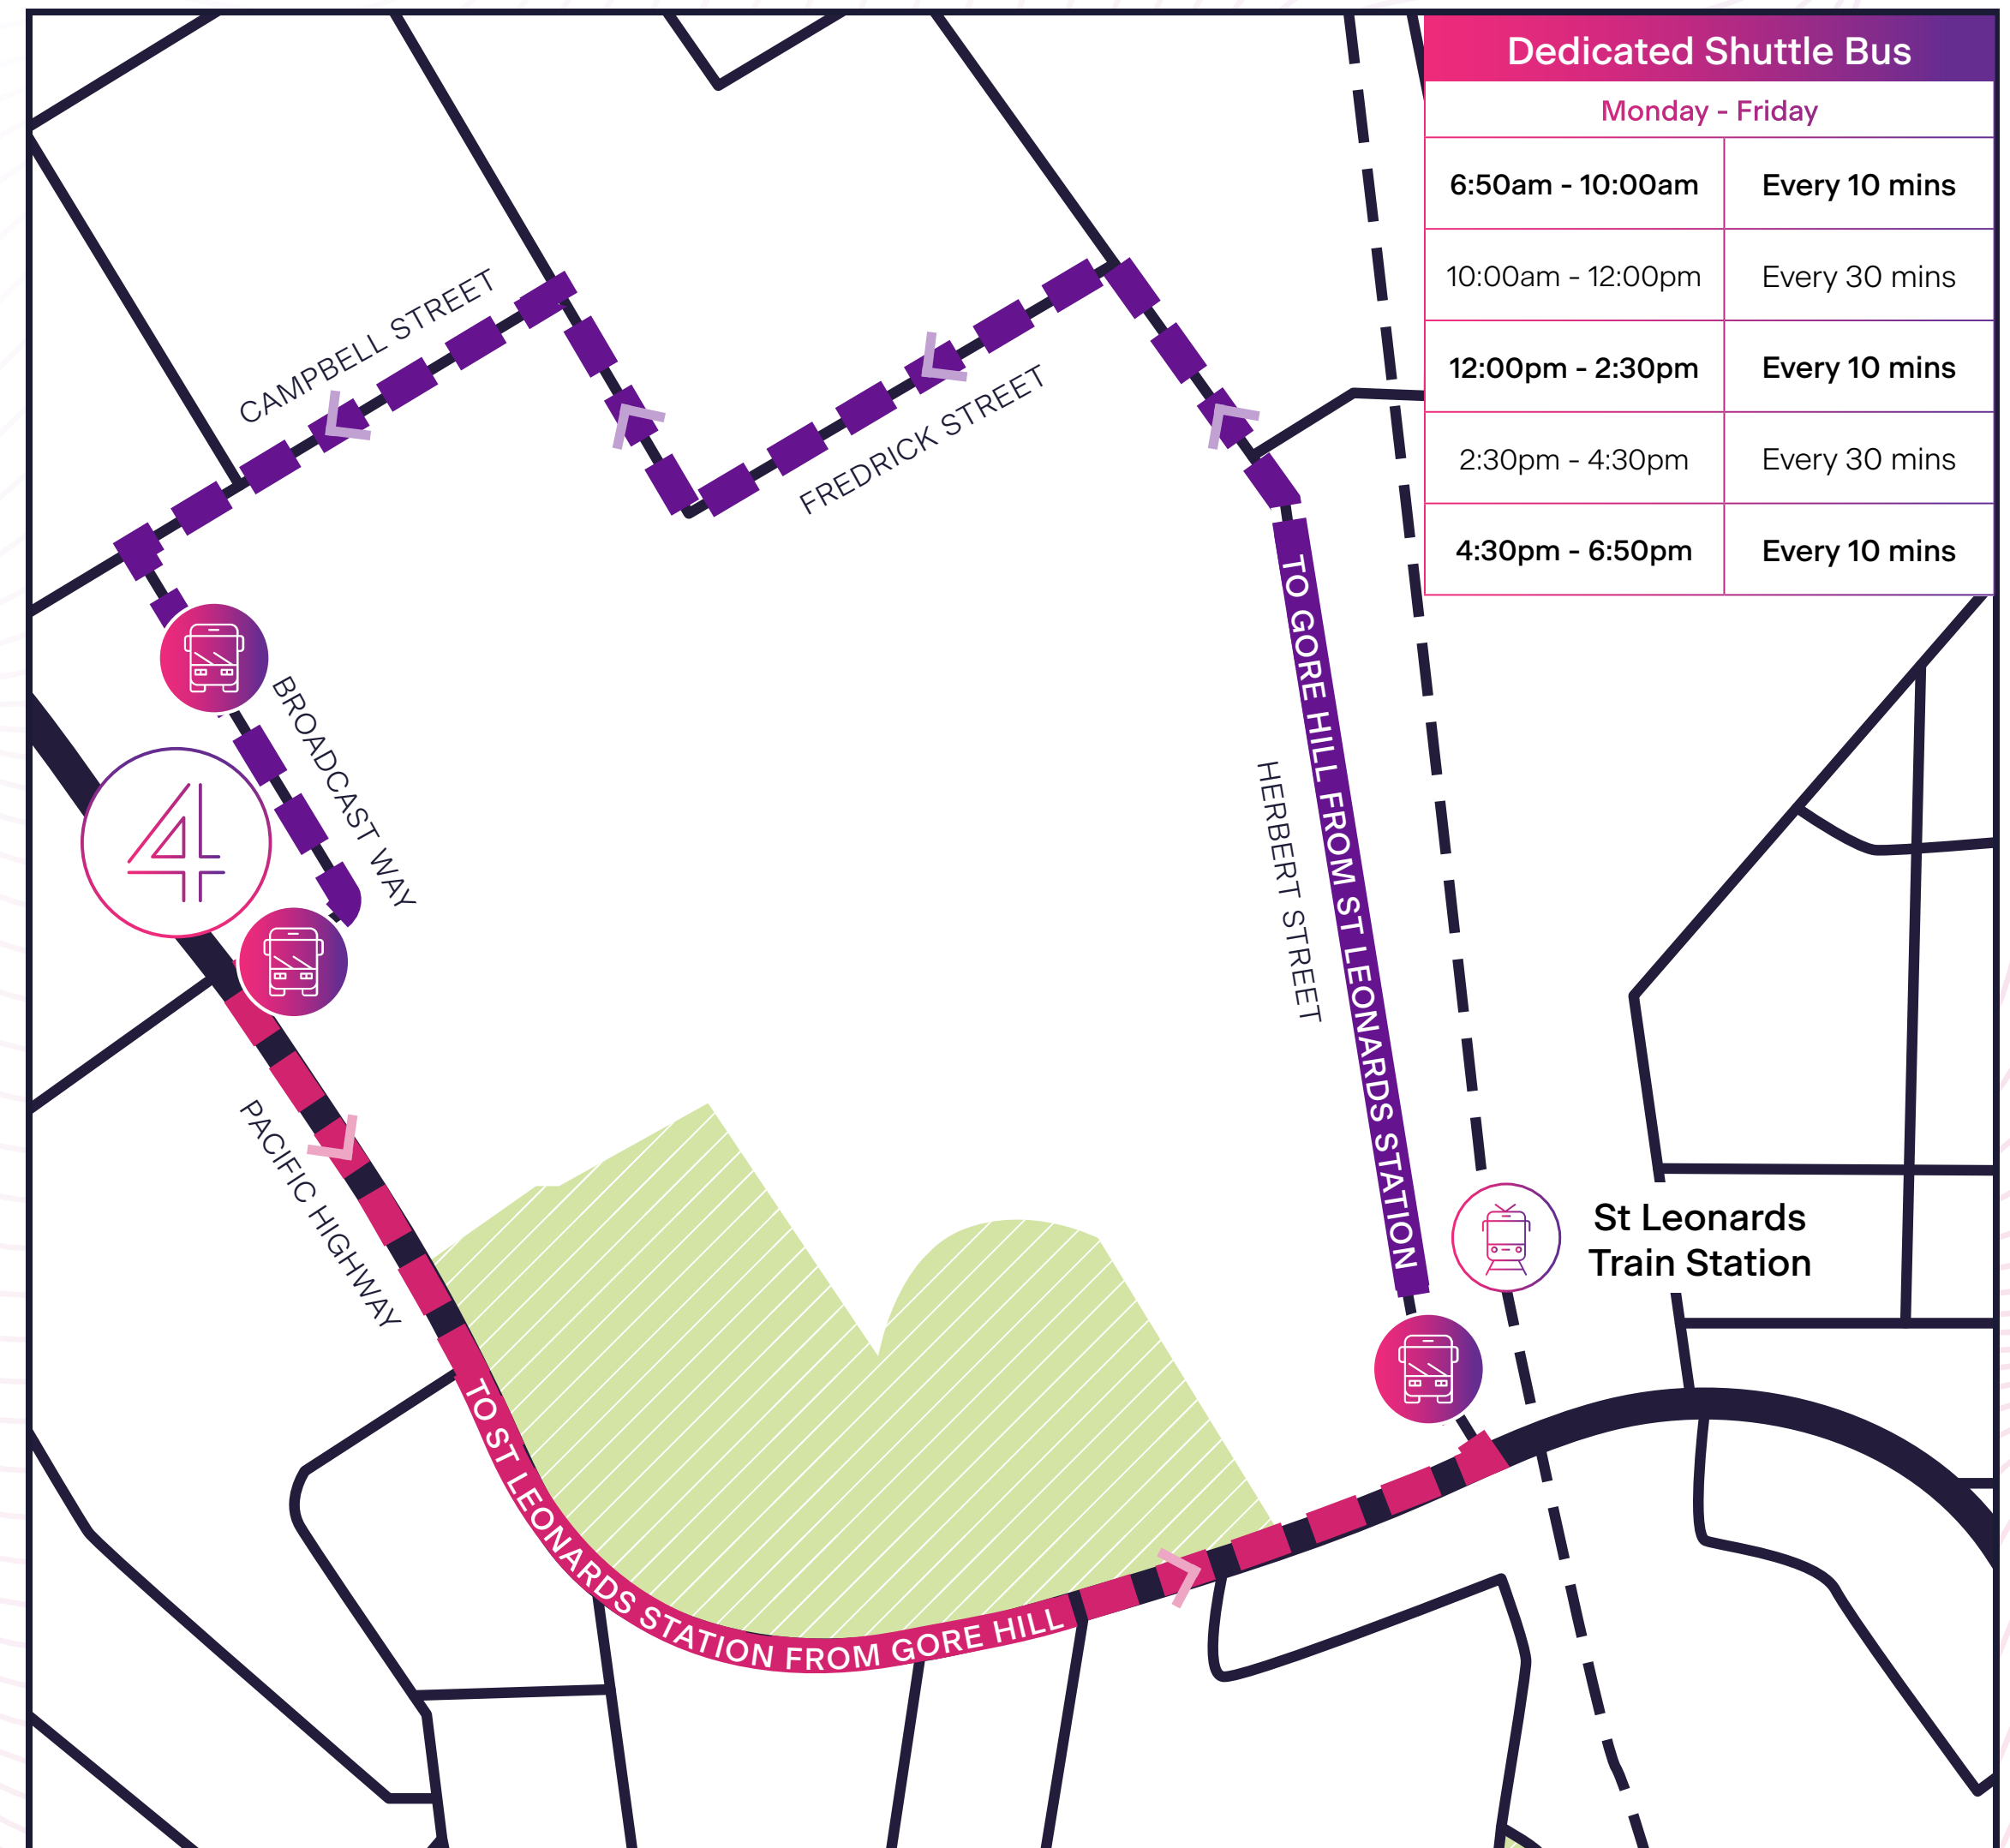 Dedicated Shuttle Bus
Monday - Friday
6:50am - 10:00am Every 10 mins
10:00am - 12:00pm Every 30 mins
12:00pm - 2:30pm Every 10 mins
2:30pm - 4:30pm Every 30 mins
4:30pm - 6:50pm Every 10 mins
CAMPBELL STREET
FREDRICK STREET
BROADCAST WAY
4
TO GORE HILL FROM ST LEONARDS STATION
HERBERT STREET
PACIFIC HIGHWAY
St Leonards
Train Station
TO ST LEONARDS STATION FROM GORE HILL